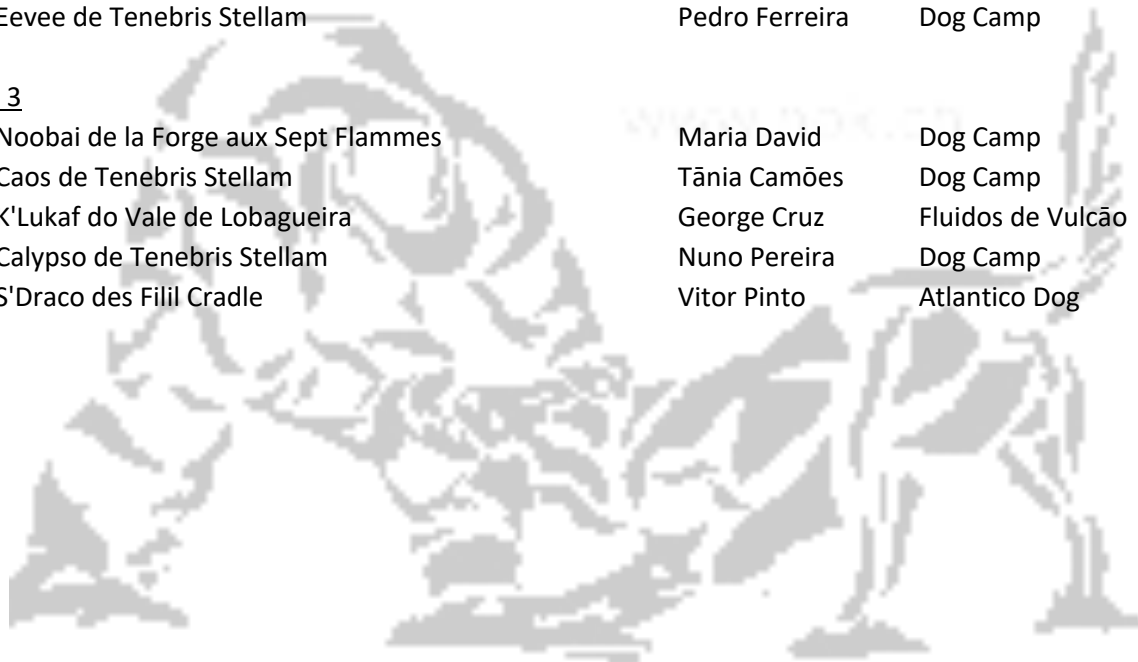 Eevee de Tenebris Stellam Pedro Ferreira Dog Camp
3
Noobai de la Forge aux Sept Flammes Maria David Dog Camp
Caos de Tenebris Stellam Tānia Camōes Dog Camp
K'Lukaf do Vale de Lobagueira George Cruz Fluidos de Vulcāo
Calypso de Tenebris Stellam Nuno Pereira Dog Camp
S'Draco des Filil Cradle Vitor Pinto Atlantico Dog